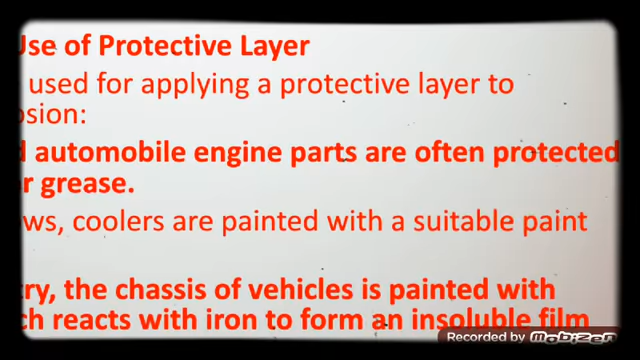 Use of Protective Layer
used for applying a protective layer to
osion:
d automobile engine parts are often protected
or grease.
ws, coolers are painted with a suitable paint
try, the chassis of vehicles is painted with
ch reacts with iron to form an insoluble film
Recorded by Mobizen